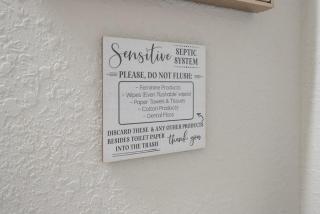 Sensitive SEPTIC SYSTEM
PLEASE, DO NOT FLUSH:
- Feminine Products
- Wipes (Even 'flushable' wipes)
- Paper Towels & Tissues
- Cotton Products
- Dental Floss
DISCARD THESE & ANY OTHER PRODUCTS
BESIDES TOILET PAPER
INTO THE TRASH
thank you